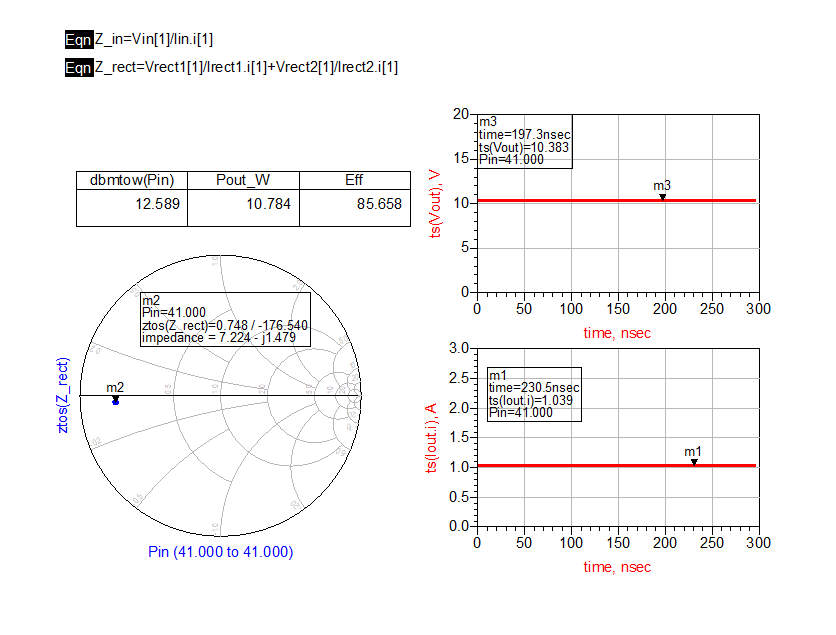 Eqn Z_in=Vin[1]/Iin.i[1]
Eqn Z_rect=Vrect1[1]/Irect1.i[1]+Vrect2[1]/Irect2.i[1]
dbmtow(Pin) Pout_W Eff
12.589 10.784 85.658
m2
Pin=41.000
ztos(Z_rect)=0.748 / -176.540
impedance = 7.224 - j1.479
m2
ztos(Z_rect)
Pin (41.000 to 41.000)
m3
time=197.3nsec
ts(Vout)=10.383
Pin=41.000
m3
ts(Vout), V
20
15
10
5
0
0 50 100 150 200 250 300
time, nsec
m1
time=230.5nsec
ts(Iout.i)=1.039
Pin=41.000
m1
ts(Iout.i), A
3.0
2.5
2.0
1.5
1.0
0.5
0.0
0 50 100 150 200 250 300
time, nsec